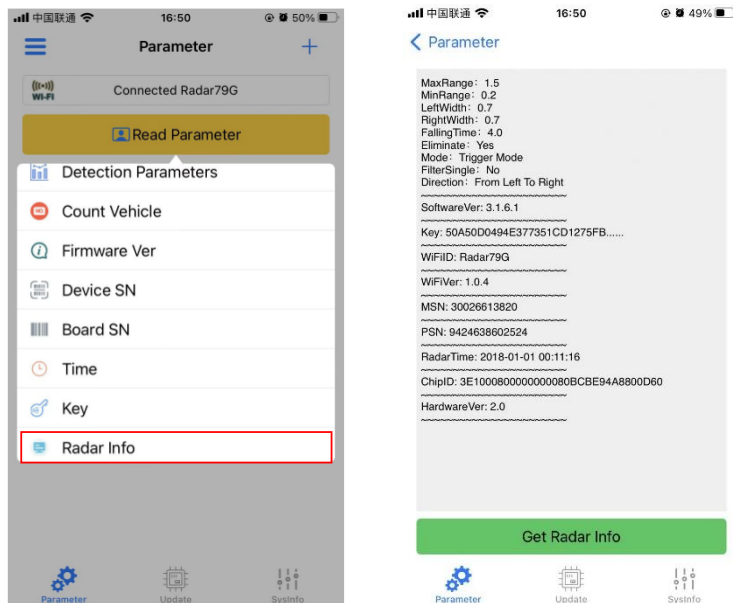 中国联通
16:50
50%
Parameter
+
WI-FI
Connected Radar79G
Read Parameter
Detection Parameters
Count Vehicle
Firmware Ver
Device SN
Board SN
Time
Key
Radar Info
Parameter
Update
SysInfo
中国联通
16:50
49%
Parameter
MaxRange: 1.5
MinRange: 0.2
LeftWidth: 0.7
RightWidth: 0.7
FallingTime: 4.0
Eliminate: Yes
Mode: Trigger Mode
FilterSingle: No
Direction: From Left To Right
~~~~~~~~~~~~~~~~~~~~~~~
SoftwareVer: 3.1.6.1
~~~~~~~~~~~~~~~~~~~~~~~
Key: 50A50D0494E377351CD1275FB......
~~~~~~~~~~~~~~~~~~~~~~~
WiFiID: Radar79G
~~~~~~~~~~~~~~~~~~~~~~~
WiFiVer: 1.0.4
~~~~~~~~~~~~~~~~~~~~~~~
MSN: 30026613820
~~~~~~~~~~~~~~~~~~~~~~~
PSN: 9424638602524
~~~~~~~~~~~~~~~~~~~~~~~
RadarTime: 2018-01-01 00:11:16
~~~~~~~~~~~~~~~~~~~~~~~
ChipID: 3E1000800000000080BCBE94A8800D60
~~~~~~~~~~~~~~~~~~~~~~~
HardwareVer: 2.0
~~~~~~~~~~~~~~~~~~~~~~~
Get Radar Info
Parameter
Update
SysInfo